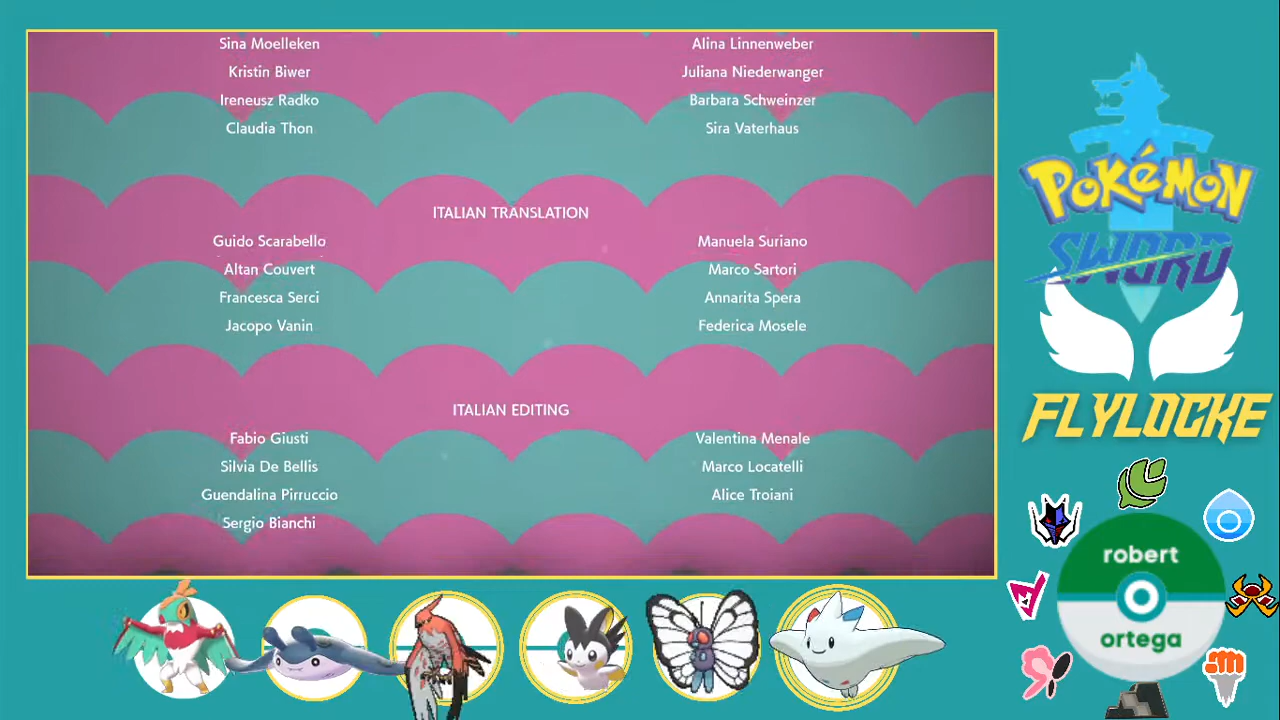 Sina Moelleken
Alina Linnenweber
Kristin Biwer
Juliana Niederwanger
Ireneusz Radko
Barbara Schweinzer
Claudia Thon
Sira Vaterhaus
ITALIAN TRANSLATION
Guido Scarabello
Manuela Suriano
Altan Couvert
Marco Sartori
Francesca Serci
Annarita Spera
Jacopo Vanin
Federica Mosele
ITALIAN EDITING
Fabio Giusti
Valentina Menale
Silvia De Bellis
Marco Locatelli
Guendalina Pirruccio
Alice Troiani
Sergio Bianchi
POKéMON
SWORD
FLYLOCKE
robert
ortega